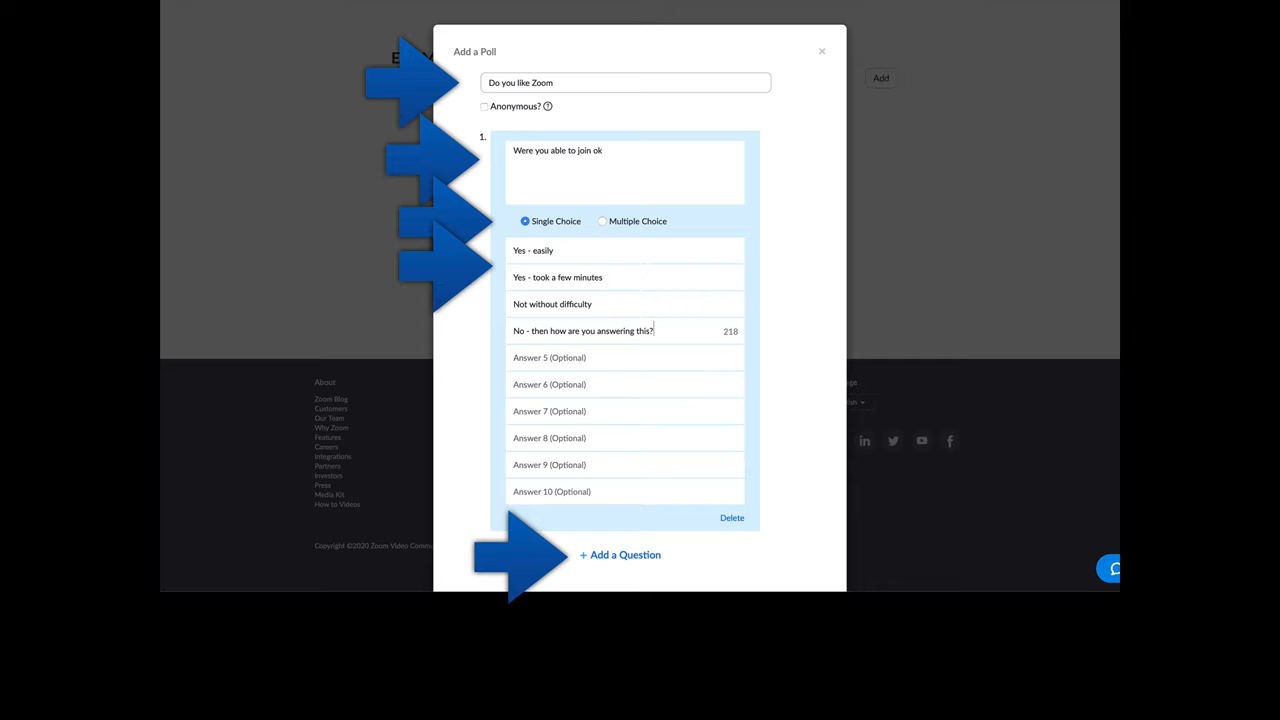 Add a Poll
×
Add
Do you like Zoom
Anonymous?
1.
Were you able to join ok
Single Choice
Multiple Choice
Yes - easily
Yes - took a few minutes
Not without difficulty
No - then how are you answering this?
218
Answer 5 (Optional)
Answer 6 (Optional)
Answer 7 (Optional)
Answer 8 (Optional)
Answer 9 (Optional)
Answer 10 (Optional)
Delete
+ Add a Question
About
Zoom Blog
Customers
Our Team
Why Zoom
Features
Careers
Integrations
Partners
Investors
Press
Media Kit
How to Videos
Copyright ©2020 Zoom Video